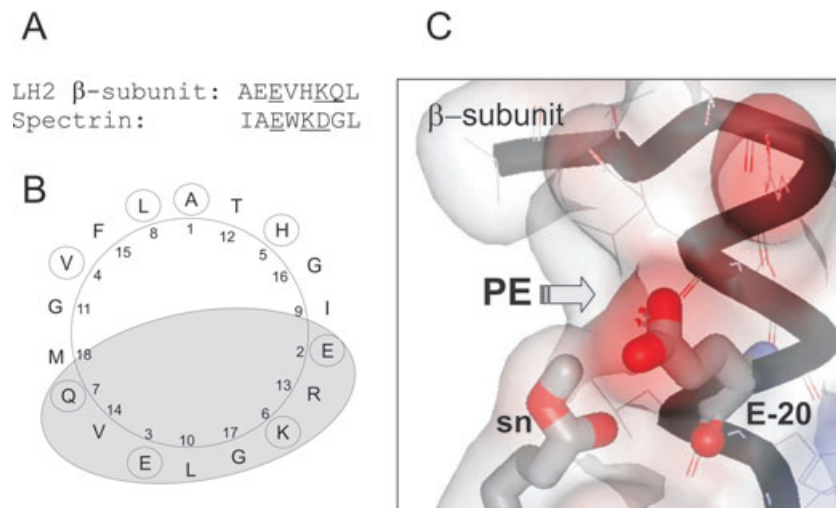 A
LH2 β-subunit: AEEVHKQL
Spectrin: IAEWKDGL
B
A
1
T
12
H
5
G
16
I
9
E
2
R
13
K
6
G
17
L
10
E
3
V
14
Q
7
M
18
G
11
V
4
F
15
L
8
C
β–subunit
PE
sn
E-20